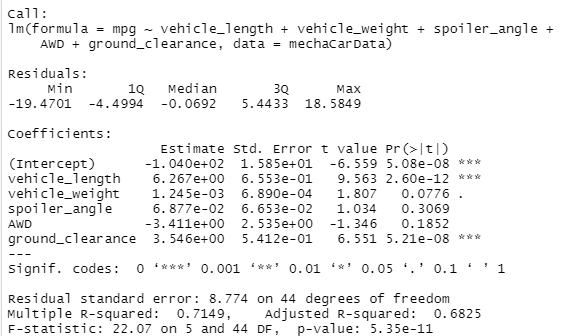 Call:
lm(formula = mpg ~ vehicle_length + vehicle_weight + spoiler_angle +
    AWD + ground_clearance, data = mechaCarData)

Residuals:
     Min       1Q   Median       3Q      Max
-19.4701  -4.4994  -0.0692   5.4433  18.5849

Coefficients:
                   Estimate Std. Error t value Pr(>|t|)
(Intercept)      -1.040e+02  1.585e+01  -6.559 5.08e-08 ***
vehicle_length    6.267e+00  6.553e-01   9.563 2.60e-12 ***
vehicle_weight    1.245e-03  6.890e-04   1.807   0.0776 .
spoiler_angle     6.877e-02  6.653e-02   1.034   0.3069
AWD              -3.411e+00  2.535e+00  -1.346   0.1852
ground_clearance  3.546e+00  5.412e-01   6.551 5.21e-08 ***
---
Signif. codes:  0 ‘***’ 0.001 ‘**’ 0.01 ‘*’ 0.05 ‘.’ 0.1 ‘ ’ 1

Residual standard error: 8.774 on 44 degrees of freedom
Multiple R-squared:  0.7149,    Adjusted R-squared:  0.6825
F-statistic: 22.07 on 5 and 44 DF,  p-value: 5.35e-11